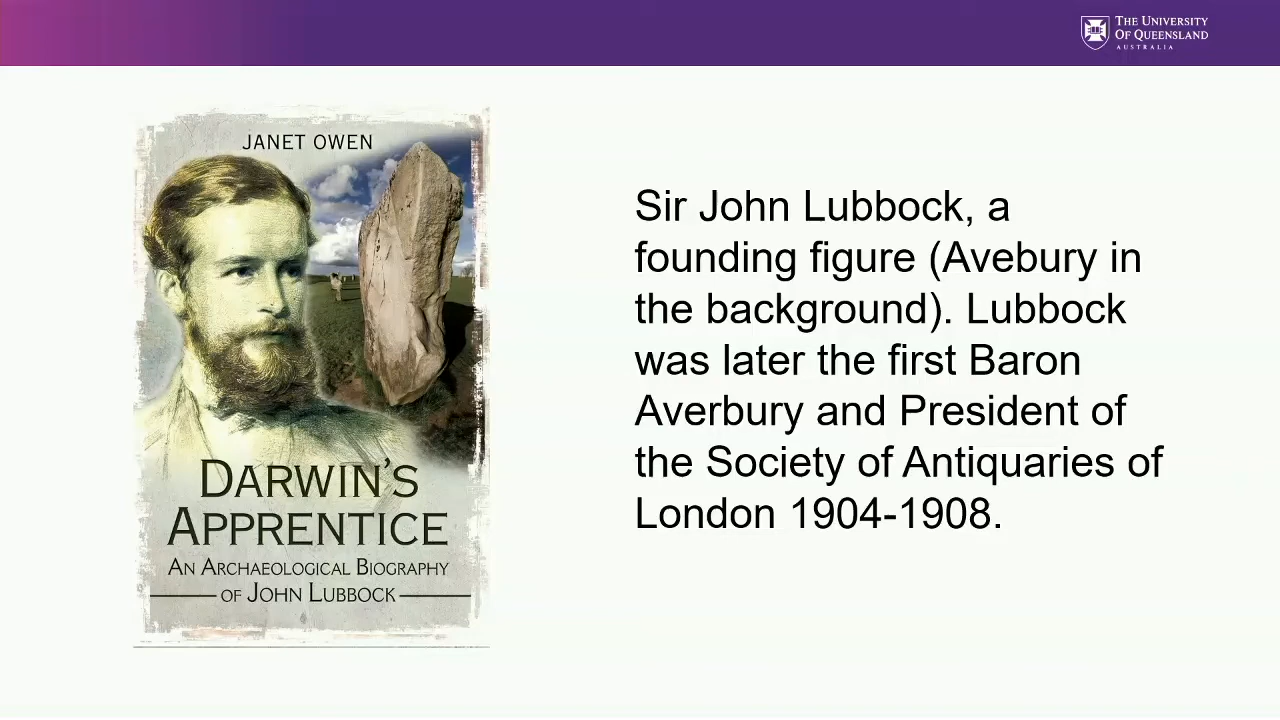 THE UNIVERSITY
OF QUEENSLAND
AUSTRALIA
JANET OWEN
DARWIN'S
APPRENTICE
AN ARCHAEOLOGICAL BIOGRAPHY
OF JOHN LUBBOCK
Sir John Lubbock, a
founding figure (Avebury in
the background). Lubbock
was later the first Baron
Averbury and President of
the Society of Antiquaries of
London 1904-1908.